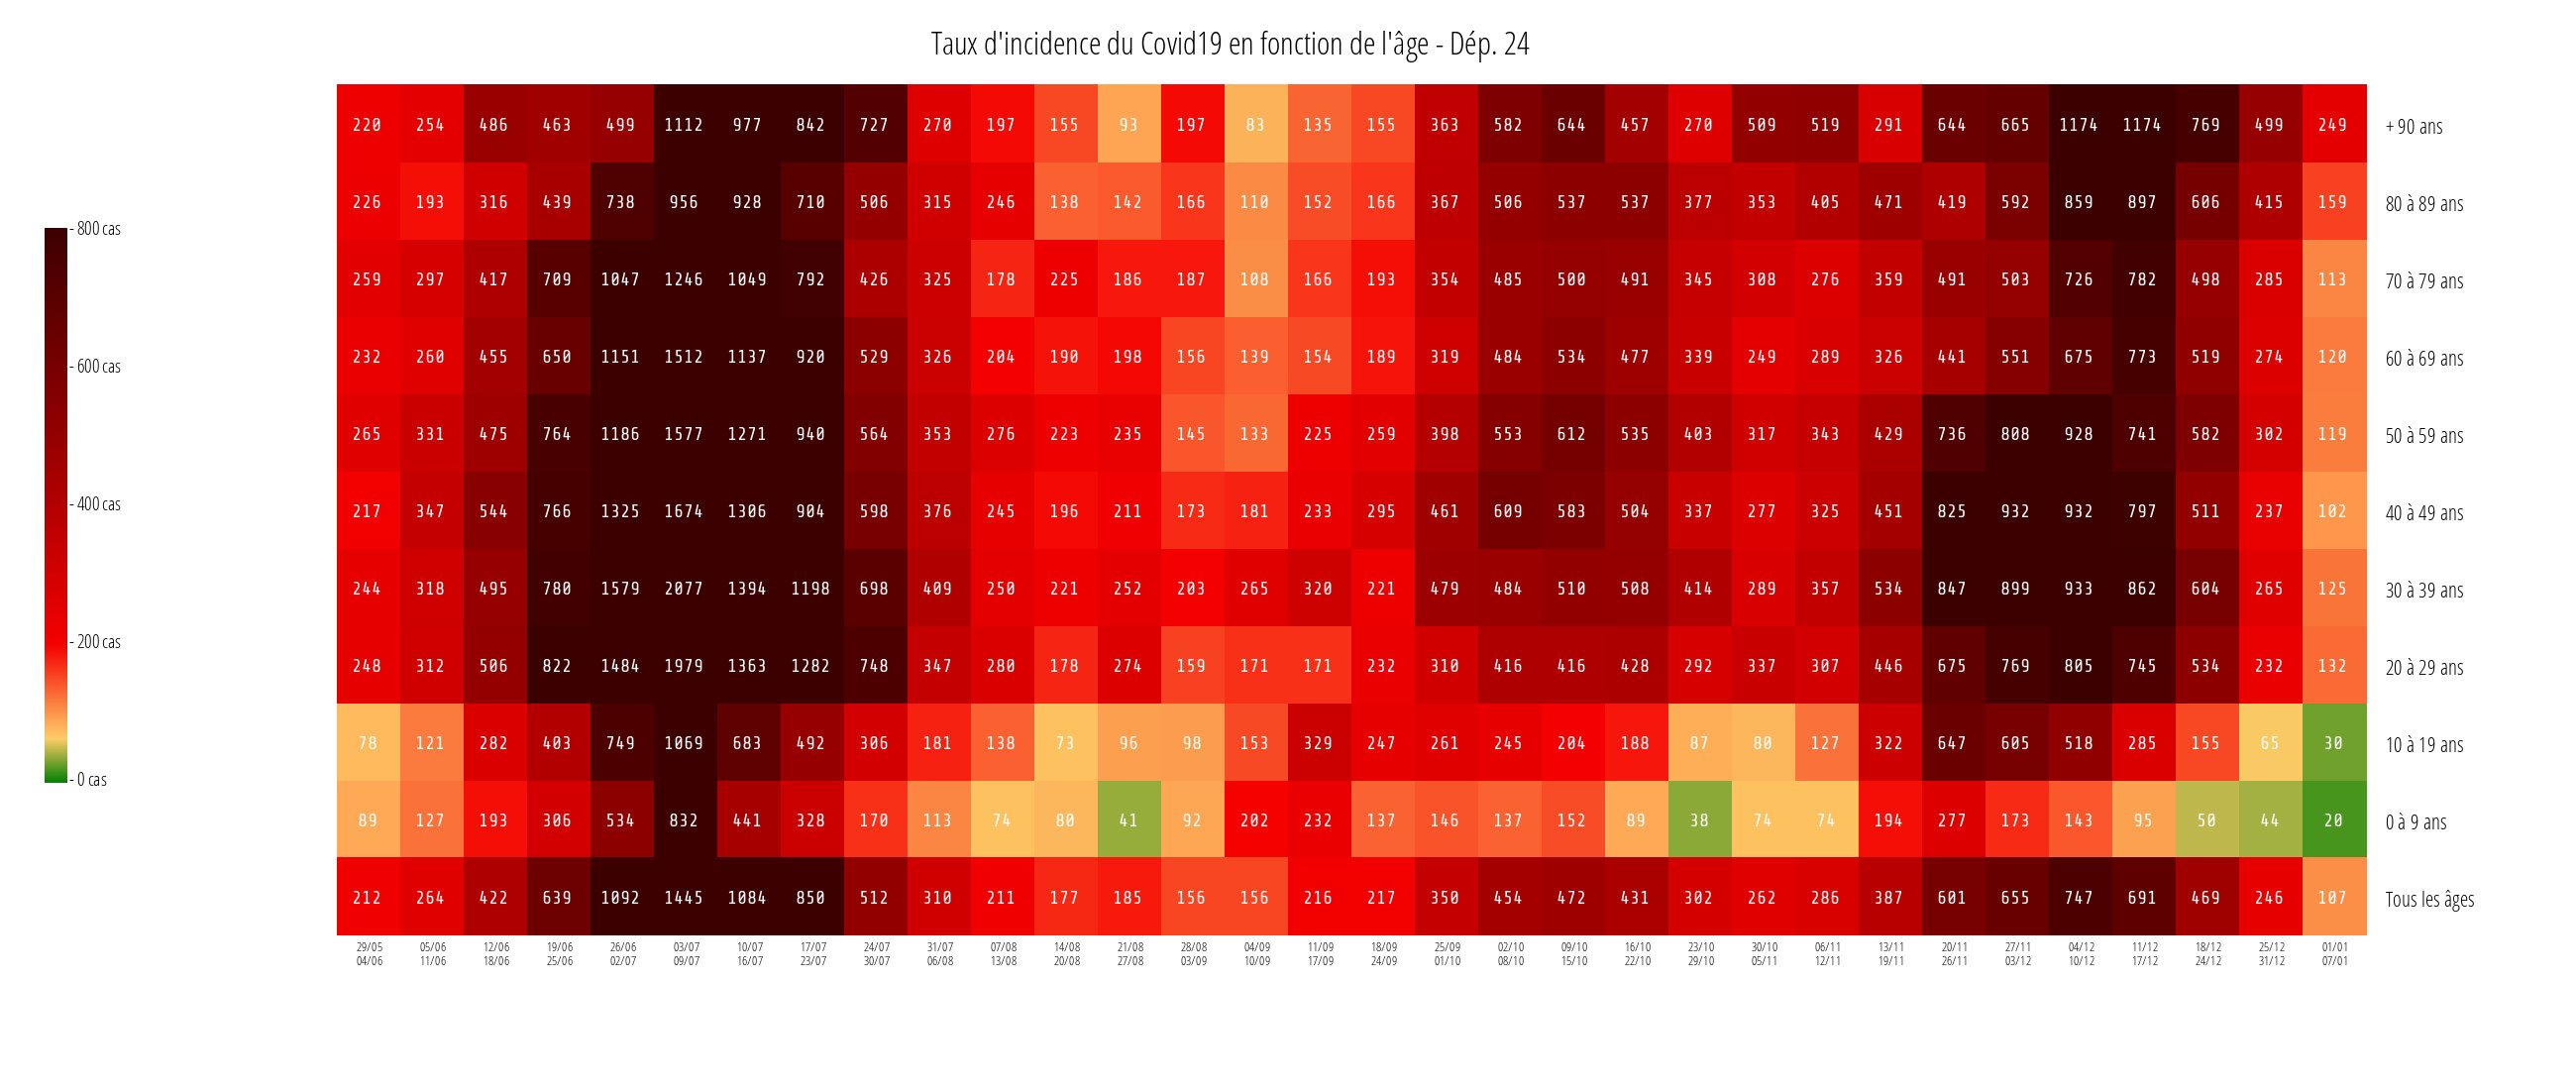 Taux d'incidence du Covid19 en fonction de l'âge - Dép. 24
- 800 cas
- 600 cas
- 400 cas
- 200 cas
- 0 cas
220 254 486 463 499 1112 977 842 727 270 197 155 93 197 83 135 155 363 582 644 457 270 509 519 291 644 665 1174 1174 769 499 249 + 90 ans
226 193 316 439 738 956 928 710 506 315 246 138 142 166 110 152 166 367 506 537 537 377 353 405 471 419 592 859 897 606 415 159 80 à 89 ans
259 297 417 709 1047 1246 1049 792 426 325 178 225 186 187 108 166 193 354 485 500 491 345 308 276 359 491 503 726 782 498 285 113 70 à 79 ans
232 260 455 650 1151 1512 1137 920 529 326 204 190 198 156 139 154 189 319 484 534 477 339 249 289 326 441 551 675 773 519 274 120 60 à 69 ans
265 331 475 764 1186 1577 1271 940 564 353 276 223 235 145 133 225 259 398 553 612 535 403 317 343 429 736 808 928 741 582 302 119 50 à 59 ans
217 347 544 766 1325 1674 1306 904 598 376 245 196 211 173 181 233 295 461 609 583 504 337 277 325 451 825 932 932 797 511 237 102 40 à 49 ans
244 318 495 780 1579 2077 1394 1198 698 409 250 221 252 203 265 320 221 479 484 510 508 414 289 357 534 847 899 933 862 604 265 125 30 à 39 ans
248 312 506 822 1484 1979 1363 1282 748 347 280 178 274 159 171 171 232 310 416 416 428 292 337 307 446 675 769 805 745 534 232 132 20 à 29 ans
78 121 282 403 749 1069 683 492 306 181 138 73 96 98 153 329 247 261 245 204 188 87 80 127 322 647 605 518 285 155 65 30 10 à 19 ans
89 127 193 306 534 832 441 328 170 113 74 80 41 92 202 232 137 146 137 152 89 38 74 74 194 277 173 143 95 50 44 20 0 à 9 ans
212 264 422 639 1092 1445 1084 850 512 310 211 177 185 156 156 216 217 350 454 472 431 302 262 286 387 601 655 747 691 469 246 107 Tous les âges
29/05 05/06 12/06 19/06 26/06 03/07 10/07 17/07 24/07 31/07 07/08 14/08 21/08 28/08 04/09 11/09 18/09 25/09 02/10 09/10 16/10 23/10 30/10 06/11 13/11 20/11 27/11 04/12 11/12 18/12 25/12 01/01
04/06 11/06 18/06 25/06 02/07 09/07 16/07 23/07 30/07 06/08 13/08 20/08 27/08 03/09 10/09 17/09 24/09 01/10 08/10 15/10 22/10 29/10 05/11 12/11 19/11 26/11 03/12 10/12 17/12 24/12 31/12 07/01